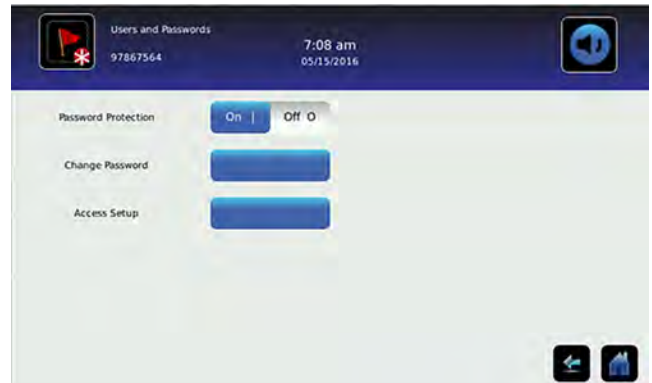 Users and Passwords
97867564
7:08 am
05/15/2016
Password Protection
On | Off O
Change Password
Access Setup